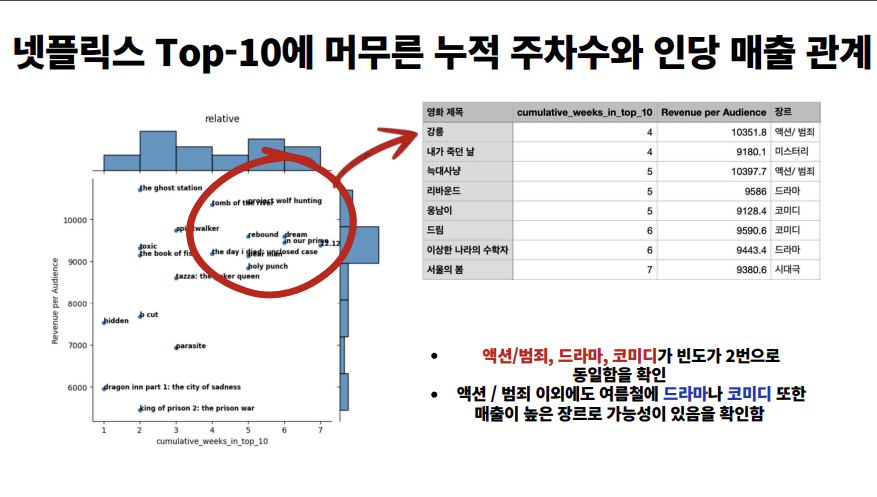 넷플릭스 Top-10에 머무른 누적 주차수와 인당 매출 관계
relative
the ghost station
project wolf hunting
tomb of the river
spiritwalker
rebound
dream
in our prime
12.12
toxic
the book of fish
the day i died: unclosed case
bear man
holy punch
tazza: the joker queen
hidden
b cut
parasite
dragon inn part 1: the city of sadness
king of prison 2: the prison war
10000
9000
8000
7000
6000
Revenue per Audience
1 2 3 4 5 6 7
cumulative_weeks_in_top_10
영화 제목 cumulative_weeks_in_top_10 Revenue per Audience 장르
강릉 4 10351.8 액션/ 범죄
내가 죽던 날 4 9180.1 미스터리
늑대사냥 5 10397.7 액션/ 범죄
리바운드 5 9586 드라마
웅남이 5 9128.4 코미디
드림 6 9590.6 코미디
이상한 나라의 수학자 6 9443.4 드라마
서울의 봄 7 9380.6 시대극
• 액션/범죄, 드라마, 코미디가 빈도가 2번으로
동일함을 확인
• 액션 / 범죄 이외에도 여름철에 드라마나 코미디 또한
매출이 높은 장르로 가능성이 있음을 확인함